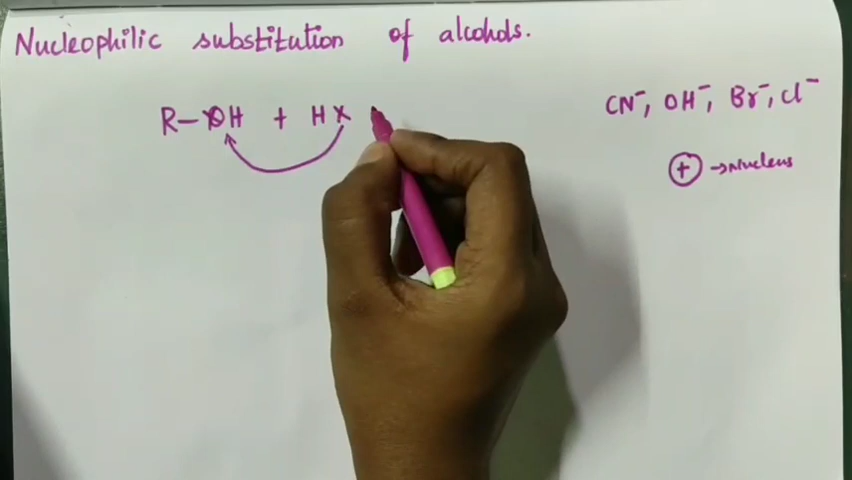 Nucleophilic substitution of alcohols.
R-OH + HX
CN⁻, OH⁻, Br⁻, Cl⁻
+ → Nucleus